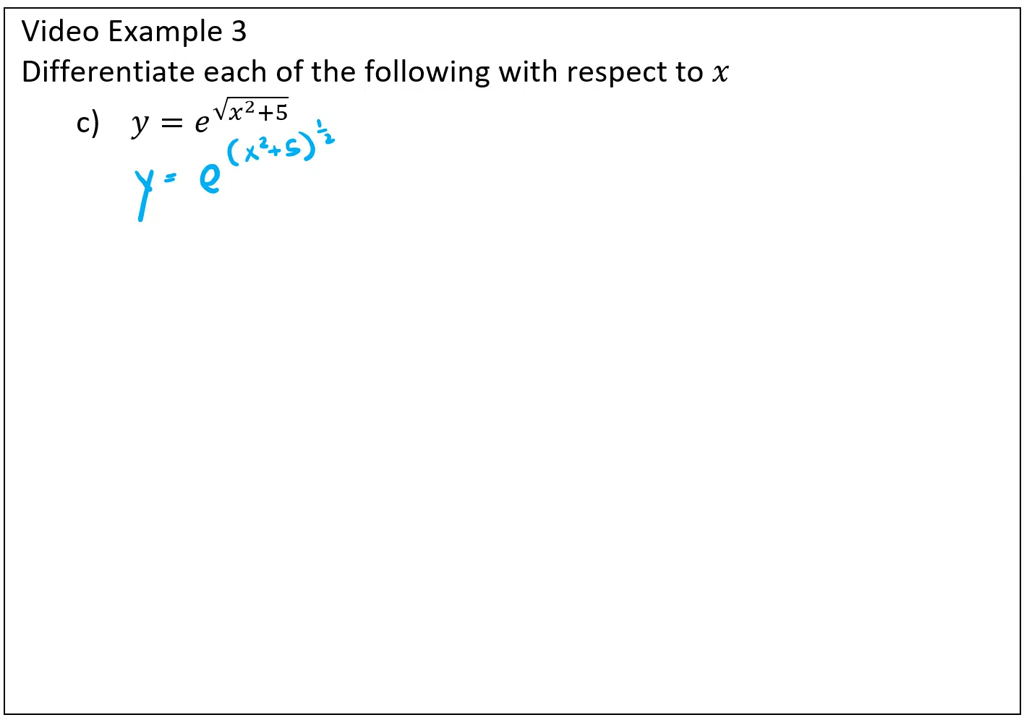 Video Example 3
Differentiate each of the following with respect to x
c) y = e^√(x²+5)
y = e^(x²+5)^½